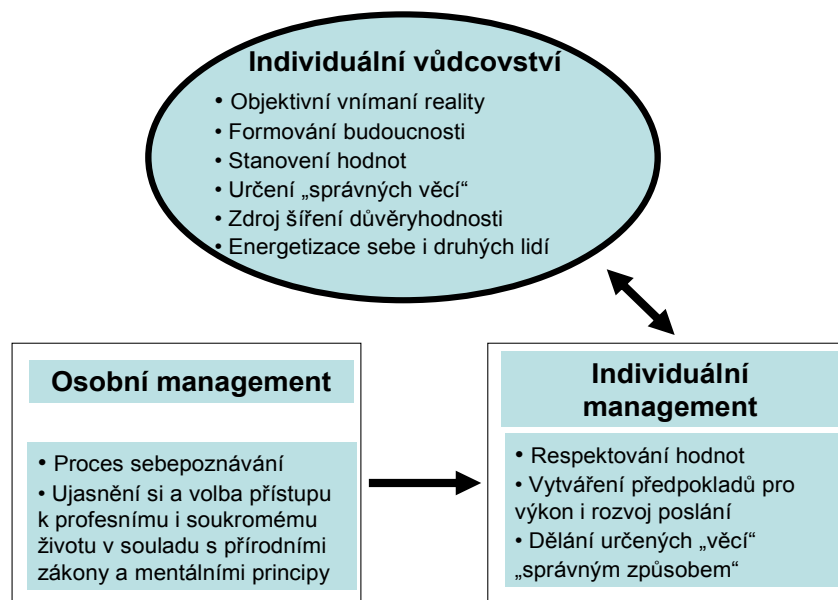 Individuální vůdcovství
• Objektivní vnímaní reality
• Formování budoucnosti
• Stanovení hodnot
• Určení „správných věcí“
• Zdroj šíření důvěryhodnosti
• Energetizace sebe i druhých lidí
Osobní management
• Proces sebepoznávání
• Ujasnění si a volba přístupu
k profesnímu i soukromému
životu v souladu s přírodními
zákony a mentálními principy
Individuální
management
• Respektování hodnot
• Vytváření předpokladů pro
výkon i rozvoj poslání
• Dělání určených „věcí“
„správným způsobem“